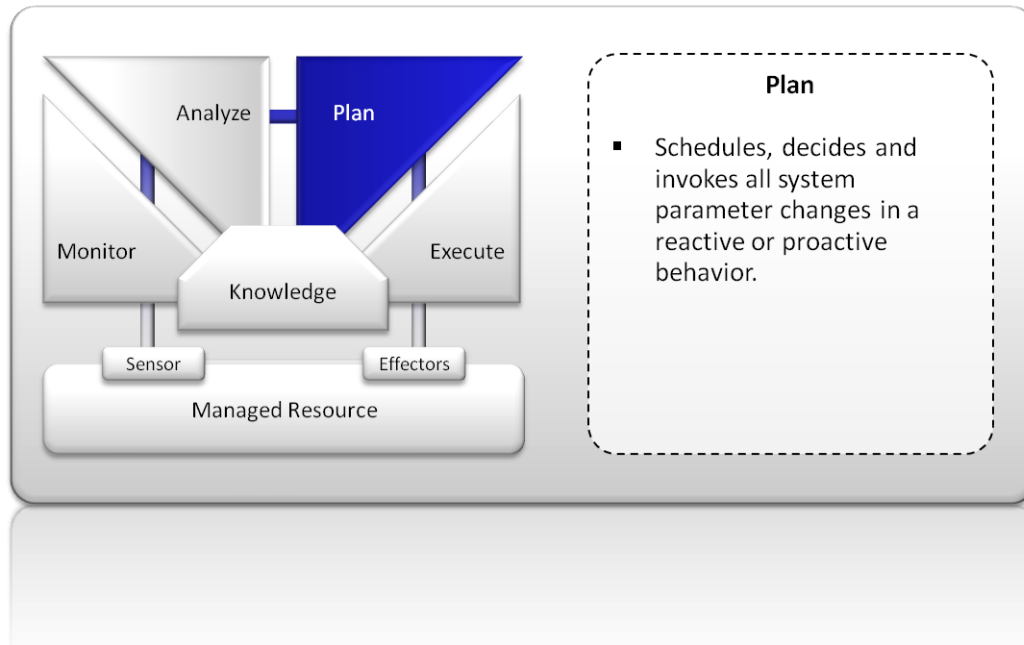 Analyze
Plan
Monitor
Execute
Knowledge
Sensor
Effectors
Managed Resource
Plan
▪ Schedules, decides and
invokes all system
parameter changes in a
reactive or proactive
behavior.